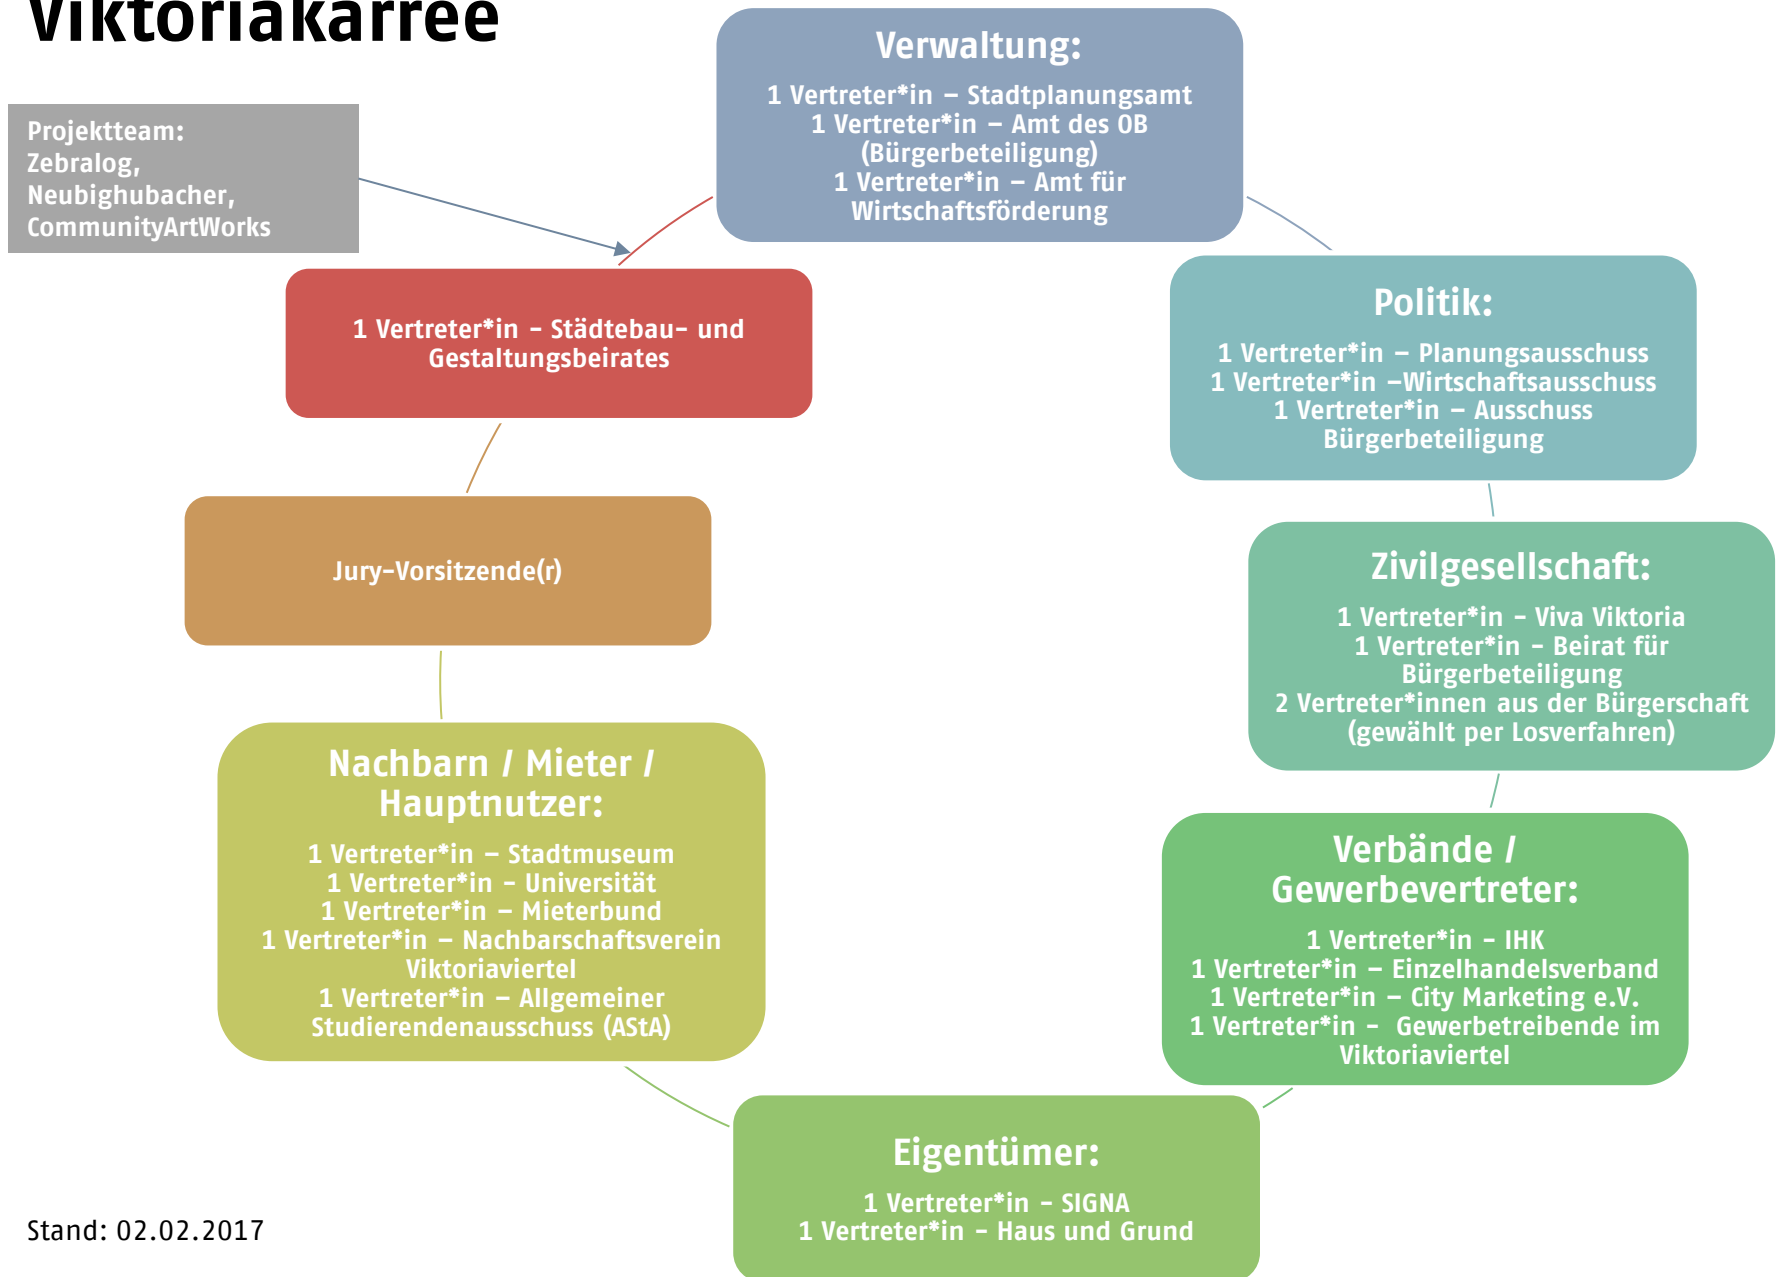 Viktoriakarree
Projektteam:
Zebralog,
Neubighubacher,
CommunityArtWorks
Verwaltung:
1 Vertreter*in – Stadtplanungsamt
1 Vertreter*in – Amt des OB
(Bürgerbeteiligung)
1 Vertreter*in – Amt für
Wirtschaftsförderung
Politik:
1 Vertreter*in – Planungsausschuss
1 Vertreter*in –Wirtschaftsausschuss
1 Vertreter*in – Ausschuss
Bürgerbeteiligung
Zivilgesellschaft:
1 Vertreter*in - Viva Viktoria
1 Vertreter*in - Beirat für
Bürgerbeteiligung
2 Vertreter*innen aus der Bürgerschaft
(gewählt per Losverfahren)
Verbände /
Gewerbevertreter:
1 Vertreter*in - IHK
1 Vertreter*in – Einzelhandelsverband
1 Vertreter*in – City Marketing e.V.
1 Vertreter*in - Gewerbetreibende im
Viktoriaviertel
Eigentümer:
1 Vertreter*in - SIGNA
1 Vertreter*in - Haus und Grund
Nachbarn / Mieter /
Hauptnutzer:
1 Vertreter*in – Stadtmuseum
1 Vertreter*in - Universität
1 Vertreter*in – Mieterbund
1 Vertreter*in – Nachbarschaftsverein
Viktoriaviertel
1 Vertreter*in – Allgemeiner
Studierendenausschuss (AStA)
Jury-Vorsitzende(r)
1 Vertreter*in - Städtebau- und
Gestaltungsbeirates
Stand: 02.02.2017